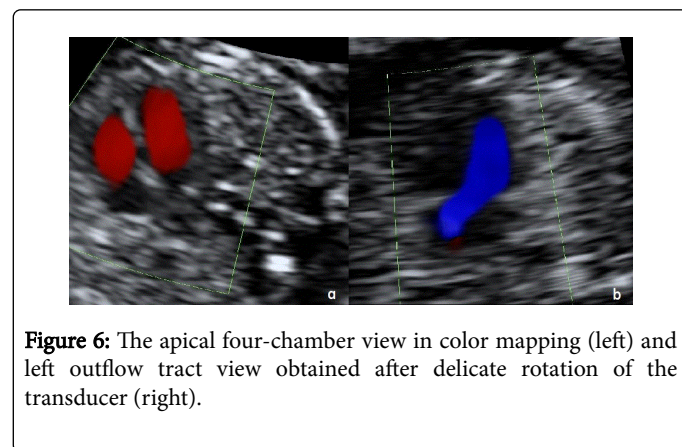 a
b
Figure 6: The apical four-chamber view in color mapping (left) and
left outflow tract view obtained after delicate rotation of the
transducer (right).